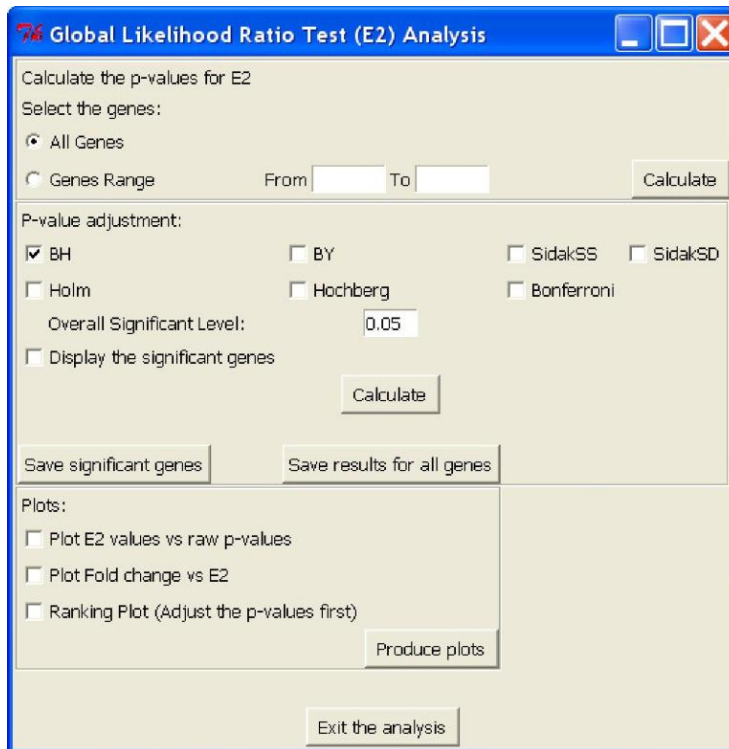 Global Likelihood Ratio Test (E2) Analysis
Calculate the p-values for E2
Select the genes:
All Genes
Genes Range From To Calculate
P-value adjustment:
BH BY SidakSS SidakSD
Holm Hochberg Bonferroni
Overall Significant Level: 0.05
Display the significant genes
Calculate
Save significant genes Save results for all genes
Plots:
Plot E2 values vs raw p-values
Plot Fold change vs E2
Ranking Plot (Adjust the p-values first)
Produce plots
Exit the analysis